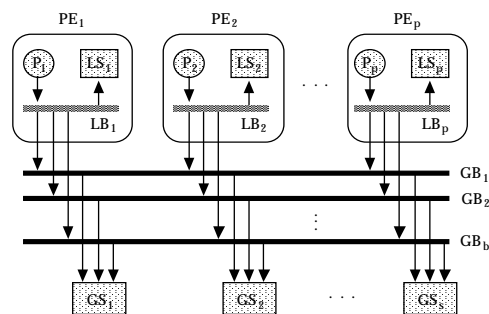 PE1 PE2 PEp
P1 LS1 P2 LS2 . . . Pp LSp
LB1 LB2 LBp
GB1
GB2
. . .
GBb
GS1 GS2 . . . GSs